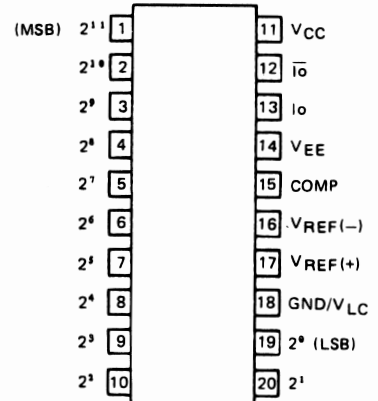 (MSB) 2¹¹ 1 11 VCC
2¹⁰ 2 12 I̅o̅
2⁹ 3 13 Io
2⁸ 4 14 VEE
2⁷ 5 15 COMP
2⁶ 6 16 VREF(−)
2⁵ 7 17 VREF(+)
2⁴ 8 18 GND/VLC
2³ 9 19 2⁰ (LSB)
2² 10 20 2¹